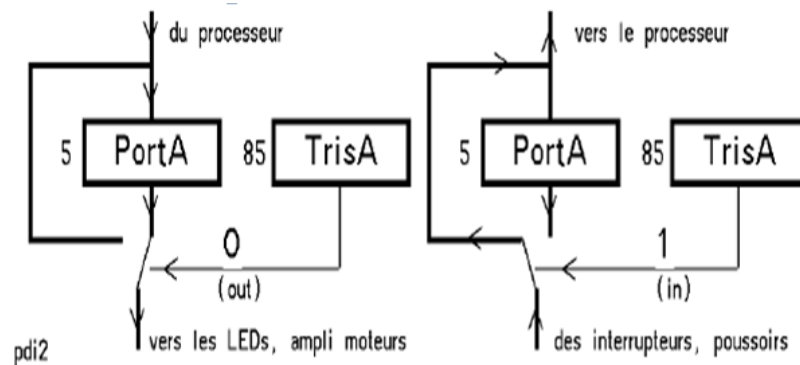 du processeur
vers le processeur
5 PortA 85 TrisA
5 PortA 85 TrisA
0
(out)
1
(in)
vers les LEDs, ampli moteurs
des interrupteurs, poussoirs
pdi2